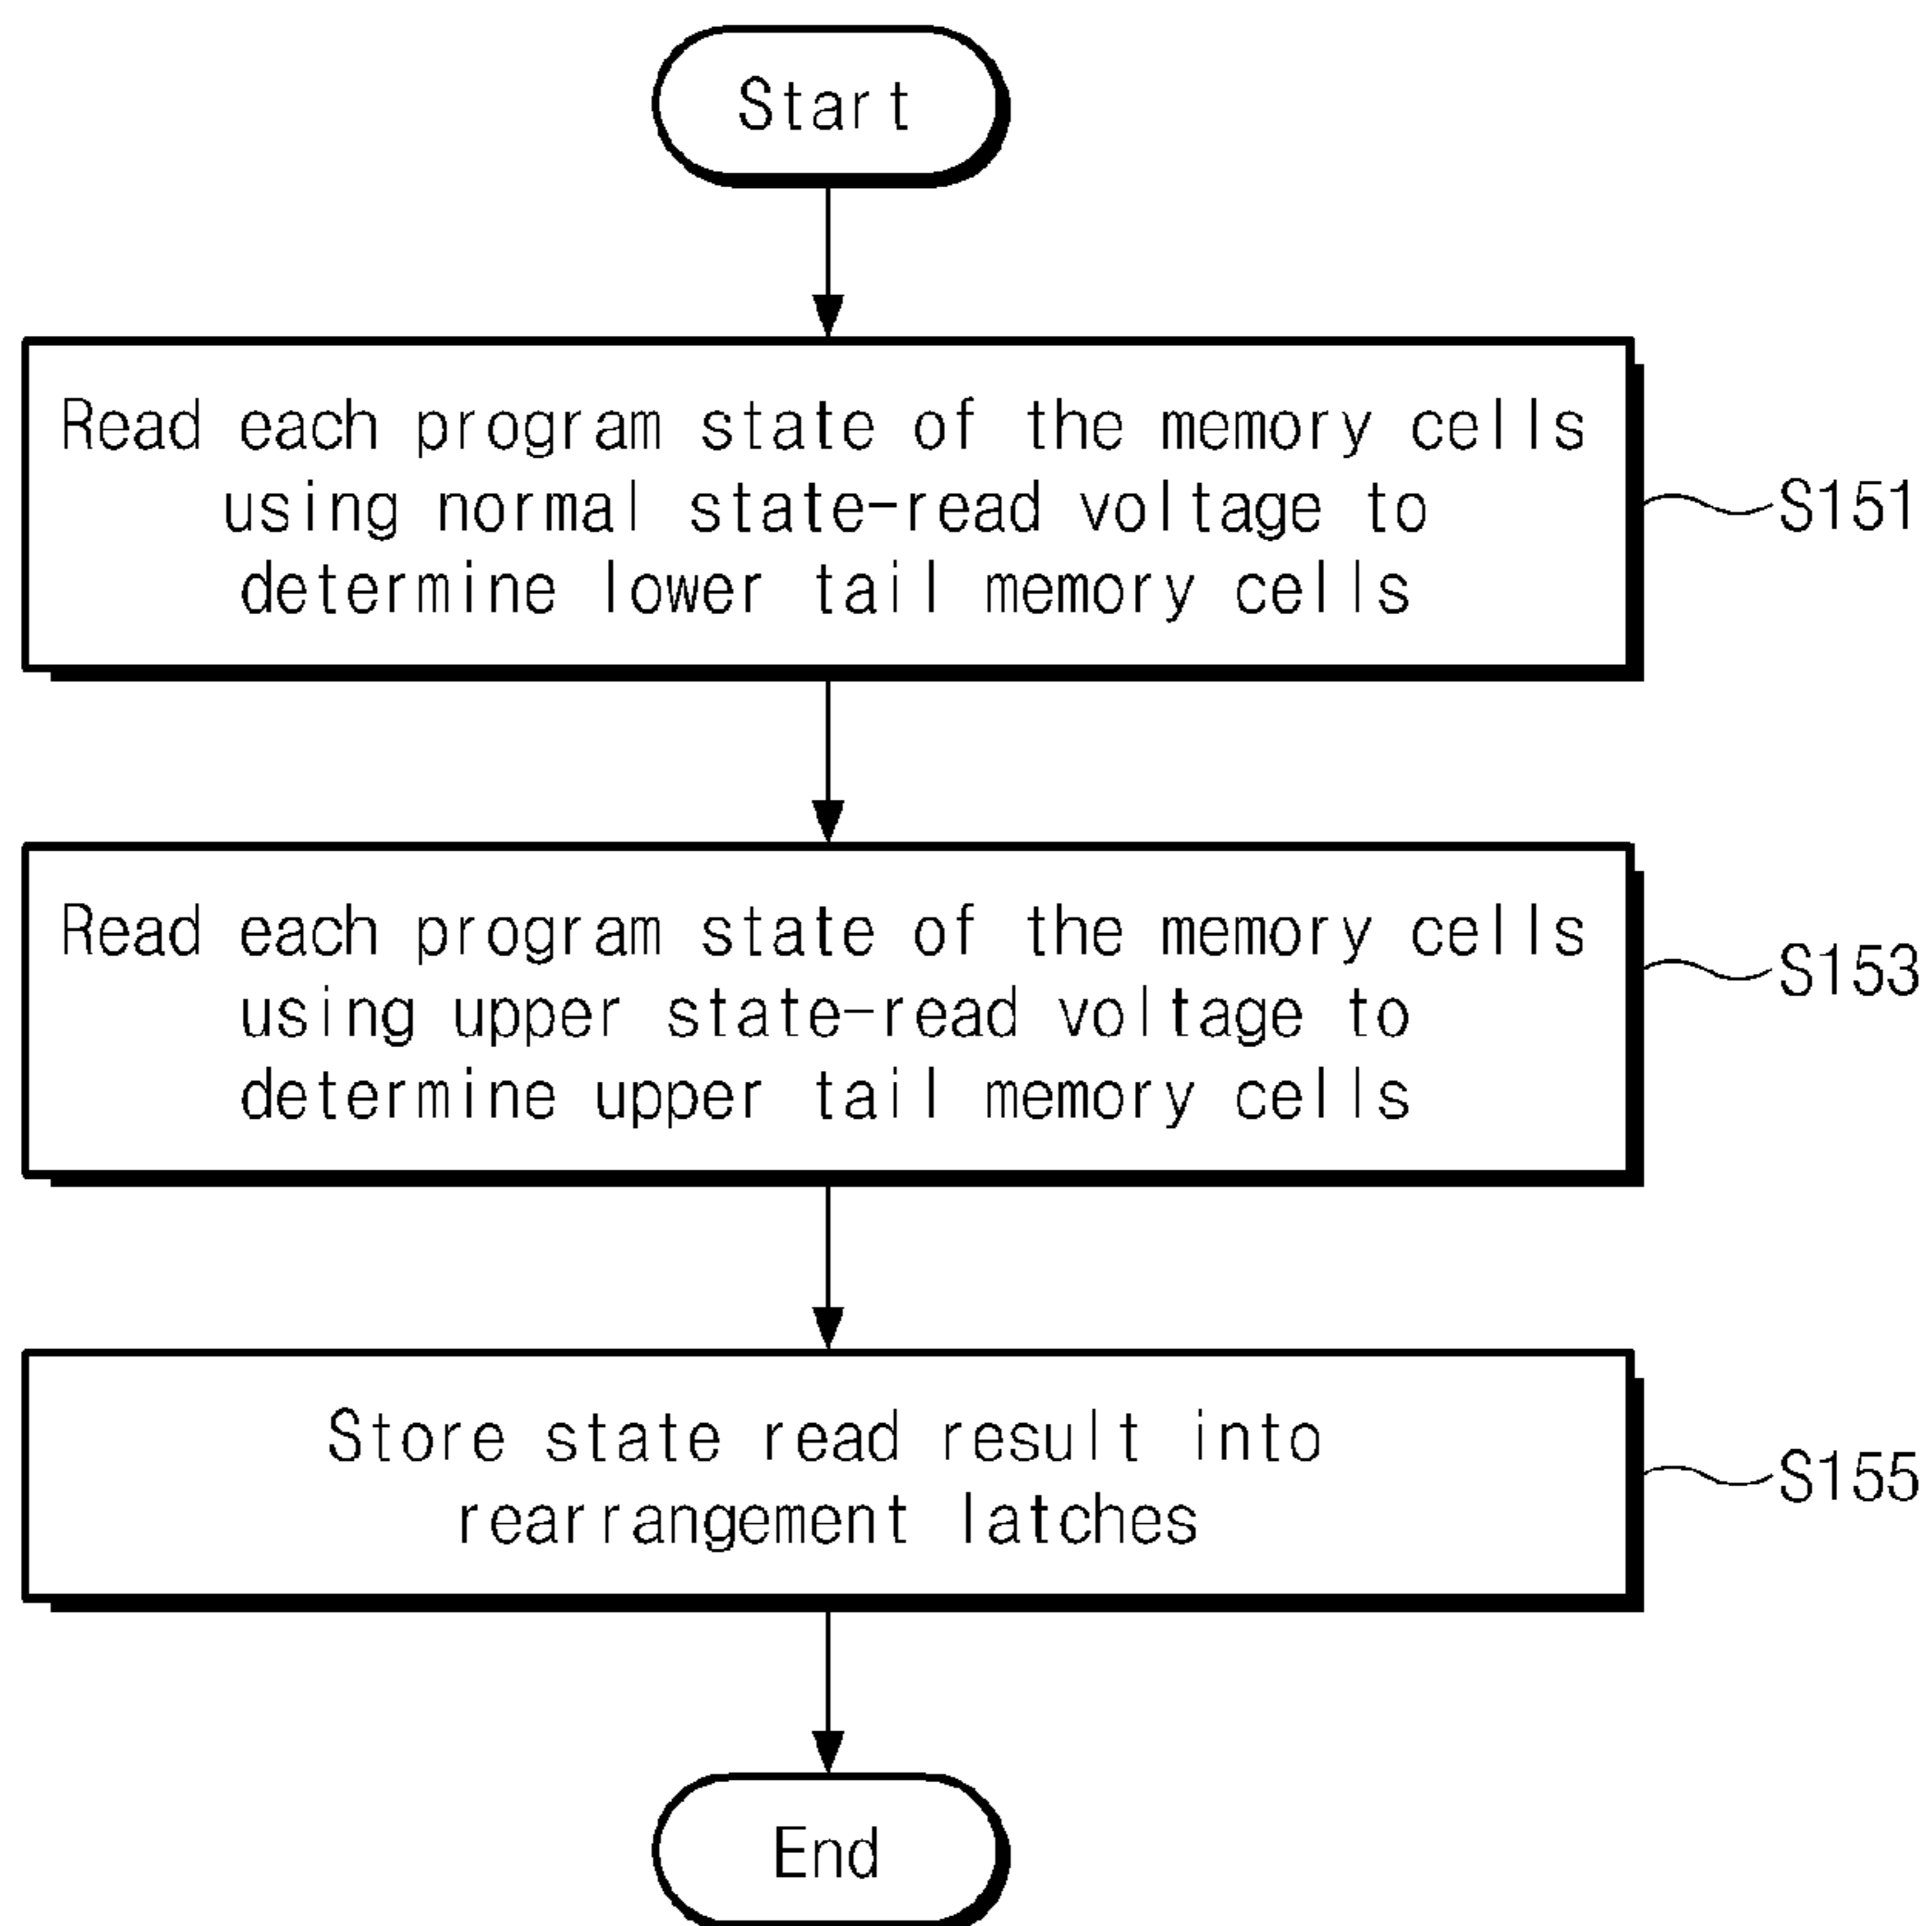 Start
Read each program state of the memory cells
using normal state-read voltage to
determine lower tail memory cells
S151
Read each program state of the memory cells
using upper state-read voltage to
determine upper tail memory cells
S153
Store state read result into
rearrangement latches
S155
End